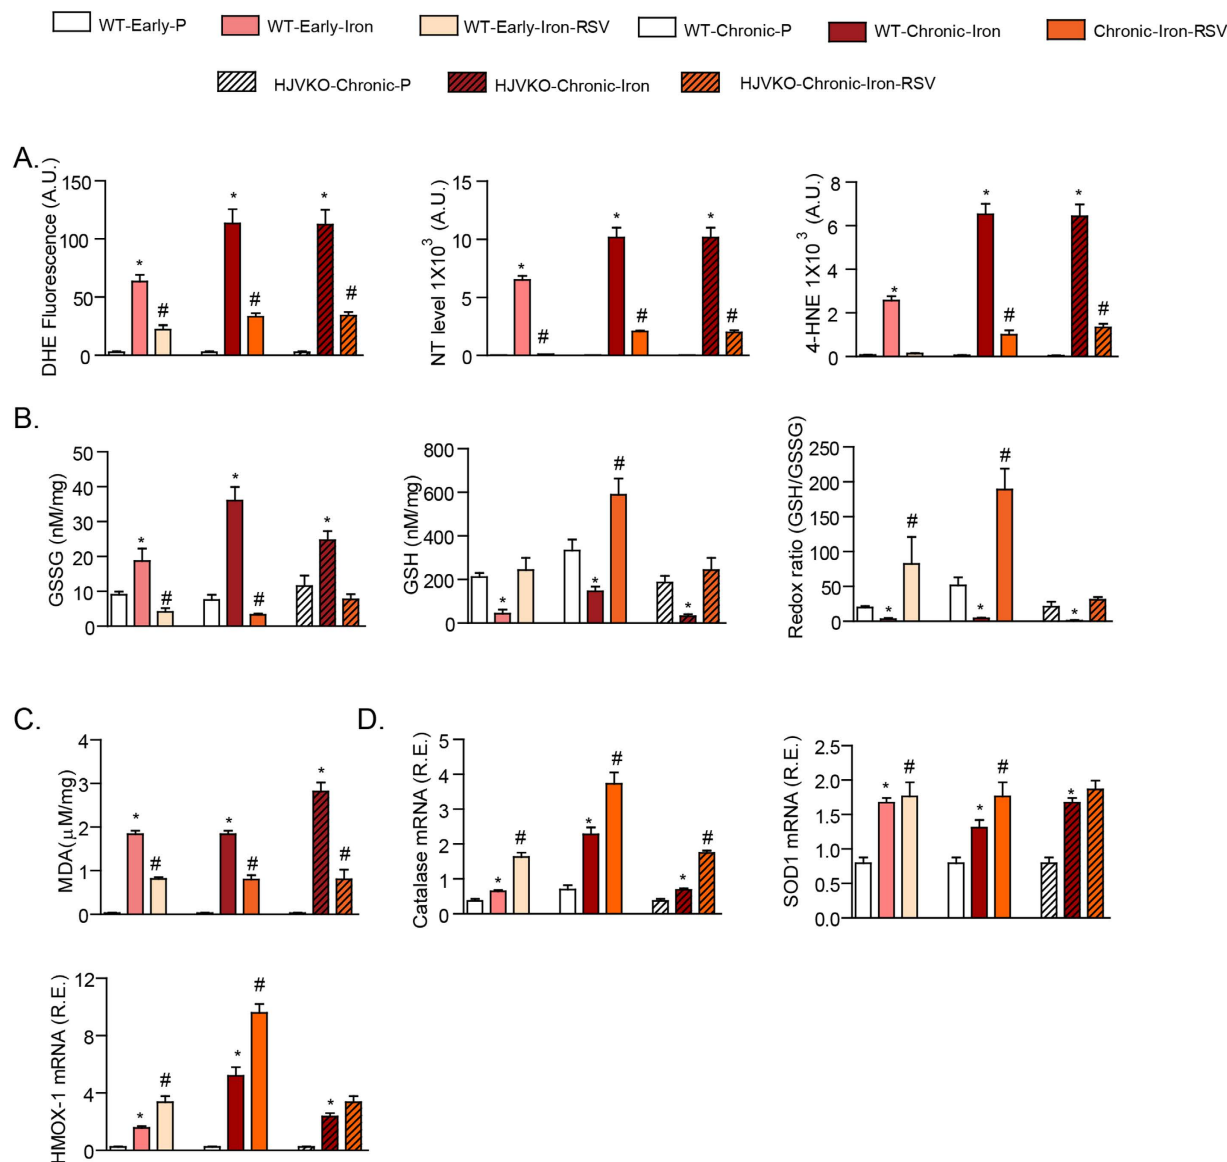 WT-Early-P WT-Early-Iron WT-Early-Iron-RSV WT-Chronic-P WT-Chronic-Iron Chronic-Iron-RSV
HJVKO-Chronic-P HJVKO-Chronic-Iron HJVKO-Chronic-Iron-RSV
A.
DHE Fluorescence (A.U.)
150
100
50
0
* # * # * #
NT level 1X10³ (A.U.)
15
10
5
0
* # * # * #
4-HNE 1X10³ (A.U.)
8
6
4
2
0
* * # * #
B.
GSSG (nM/mg)
50
40
30
20
10
0
* # * # *
GSH (nM/mg)
800
600
400
200
0
* * # *
Redox ratio (GSH/GSSG)
250
200
150
100
50
0
* # * # *
C.
MDA(μM/mg)
4
3
2
1
0
* # * # * #
D.
Catalase mRNA (R.E.)
5
4
3
2
1
0
* # * # * #
SOD1 mRNA (R.E.)
2.5
2.0
1.5
1.0
0.5
0.0
* # * # *
HMOX-1 mRNA (R.E.)
12
8
4
0
* # * # *